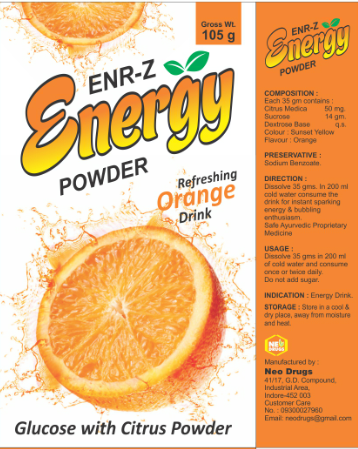 Gross Wt.
105 g
ENR-Z
Energy
POWDER
Refreshing
Orange
Drink
Glucose with Citrus Powder
ENR-Z
Energy
POWDER
COMPOSITION :
Each 35 gm contains :
Citrus Medica 50 mg.
Sucrose 14 gm.
Dextrose Base q.s.
Colour : Sunset Yellow
Flavour : Orange
PRESERVATIVE :
Sodium Benzoate.
DIRECTION :
Dissolve 35 gms. In 200 ml
cold water consume the
drink for instant sparking
energy & bubbling
enthusiasm.
Safe Ayurvedic Proprietary
Medicine
USAGE :
Dissolve 35 gms in 200 ml
of cold water and consume
once or twice daily.
Do not add sugar.
INDICATION : Energy Drink.
STORAGE : Store in a cool &
dry place, away from moisture
and heat.
NEO
DRUGS
Manufactured by :
Neo Drugs
41/17, G.D. Compound,
Industrial Area,
Indore-452 003
Customer Care
No. : 09300027960
Email: neodrugs@gmail.com